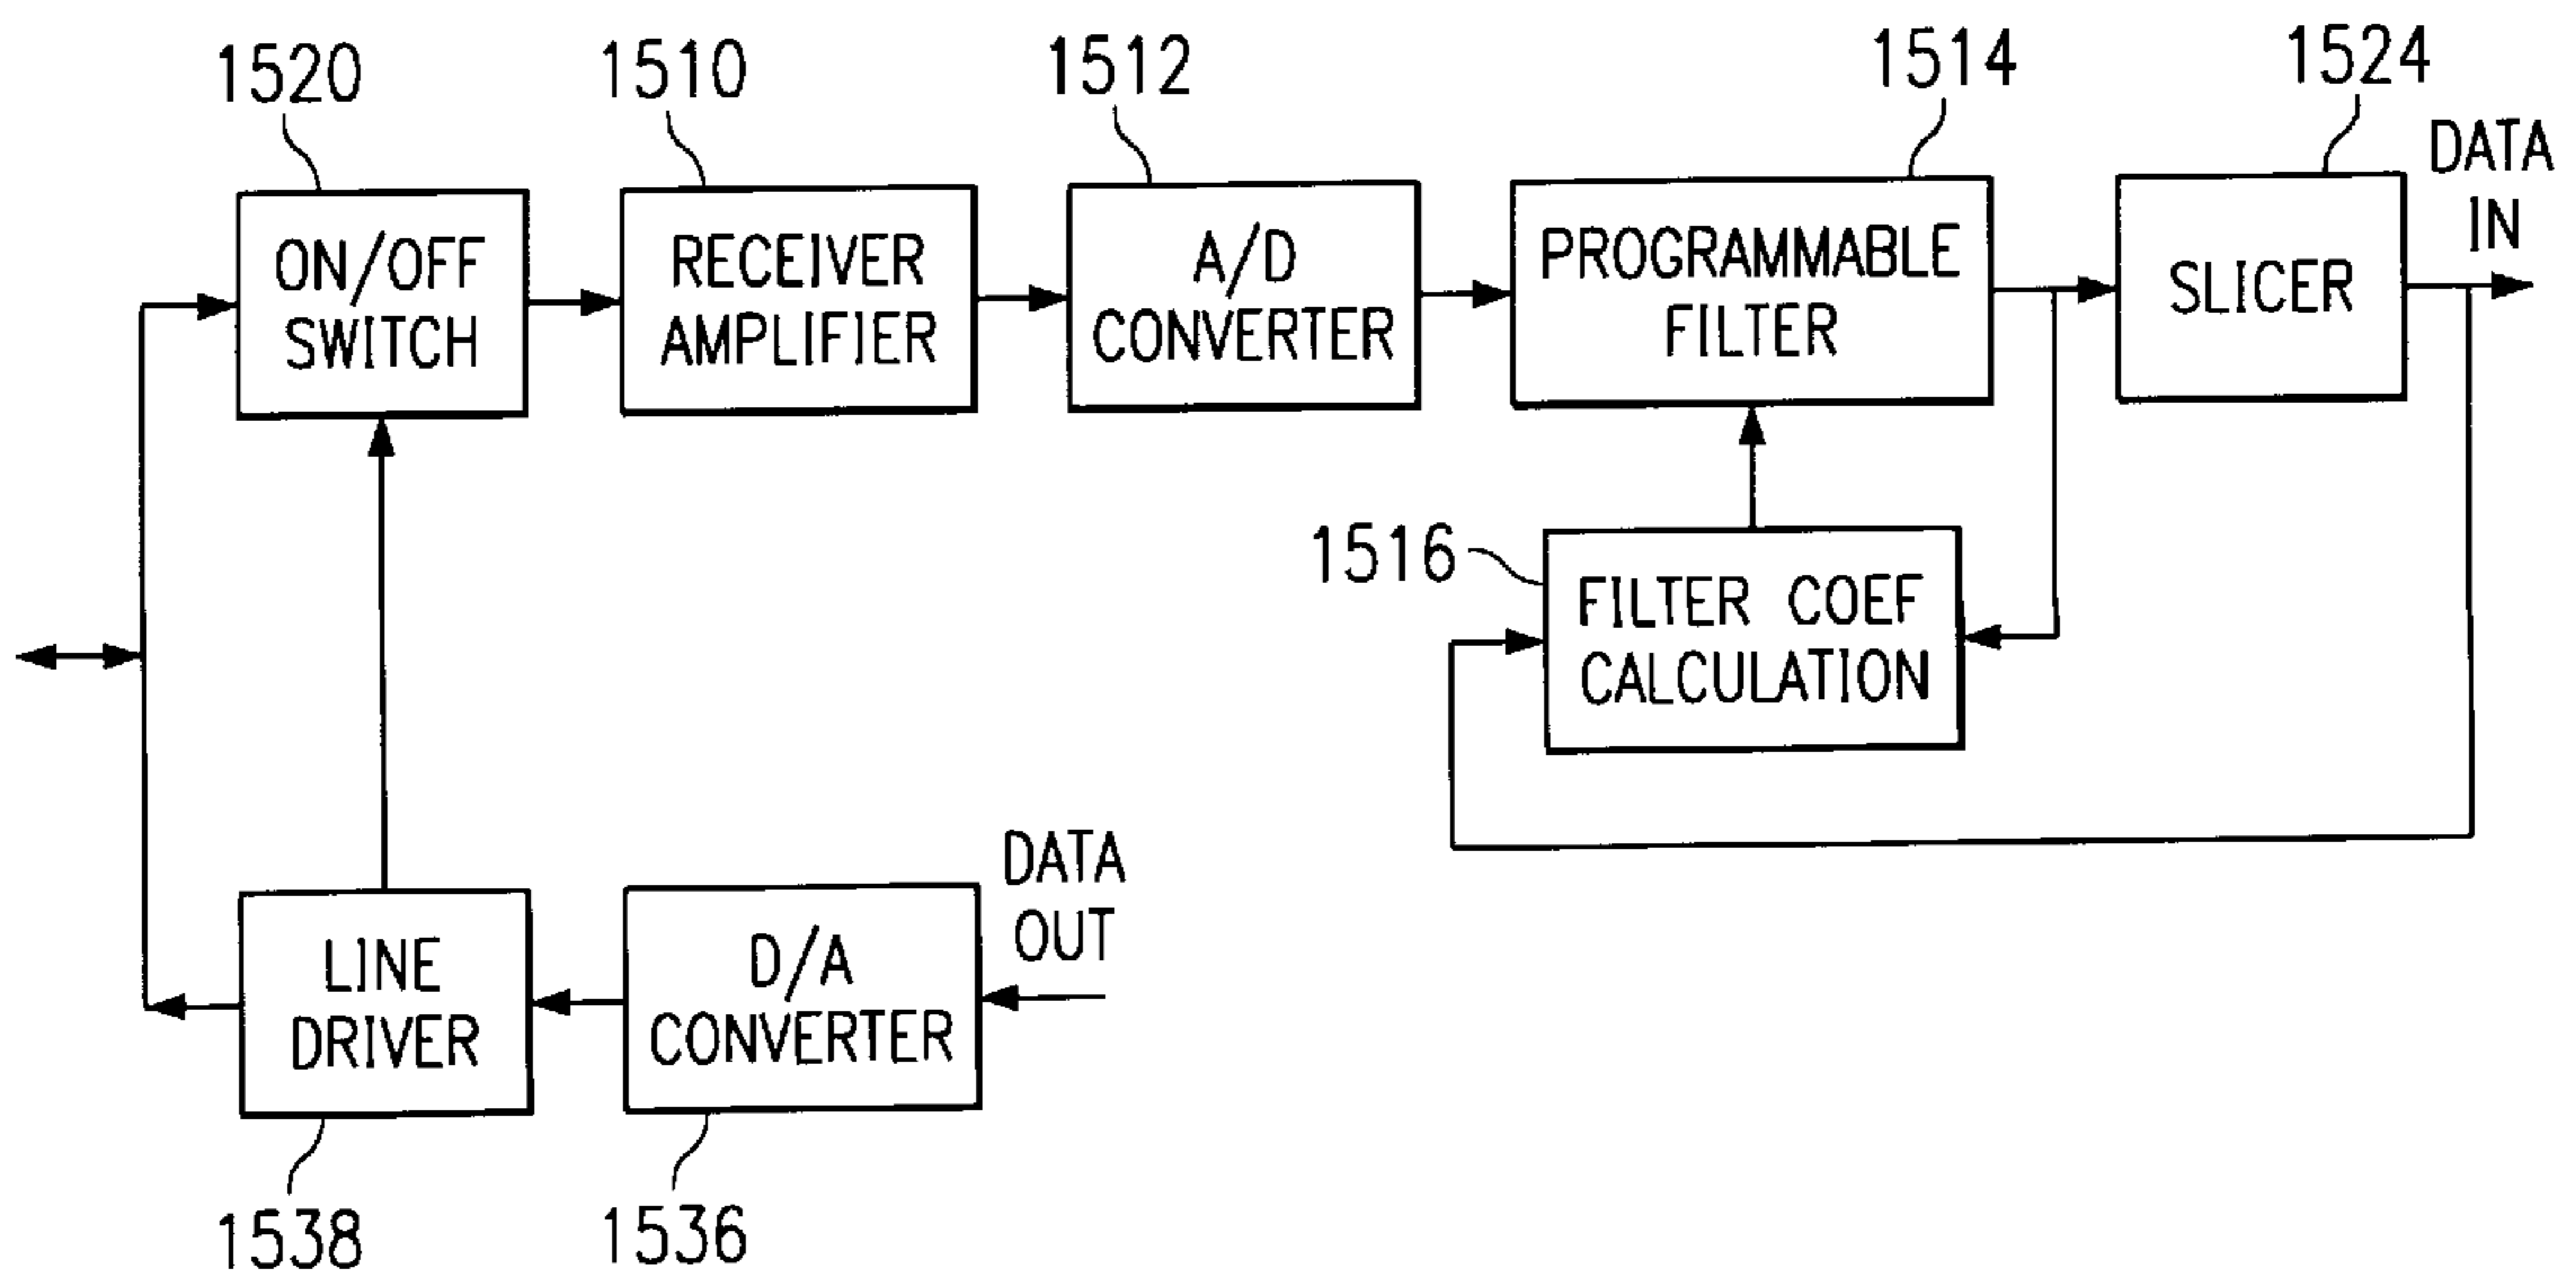 1520
1510
1512
1514
1524
DATA
IN
ON/OFF
SWITCH
RECEIVER
AMPLIFIER
A/D
CONVERTER
PROGRAMMABLE
FILTER
SLICER
1516
FILTER COEF
CALCULATION
DATA
OUT
LINE
DRIVER
D/A
CONVERTER
1538
1536